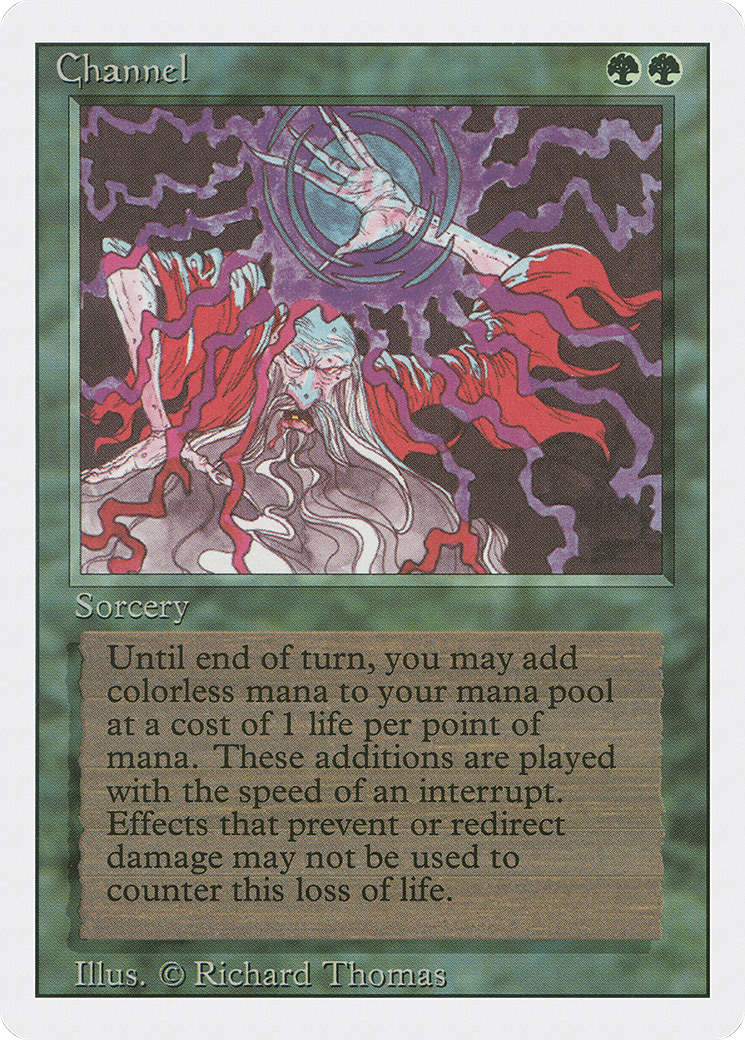 Channel
Sorcery
Until end of turn, you may add
colorless mana to your mana pool
at a cost of 1 life per point of
mana. These additions are played
with the speed of an interrupt.
Effects that prevent or redirect
damage may not be used to
counter this loss of life.
Illus. © Richard Thomas